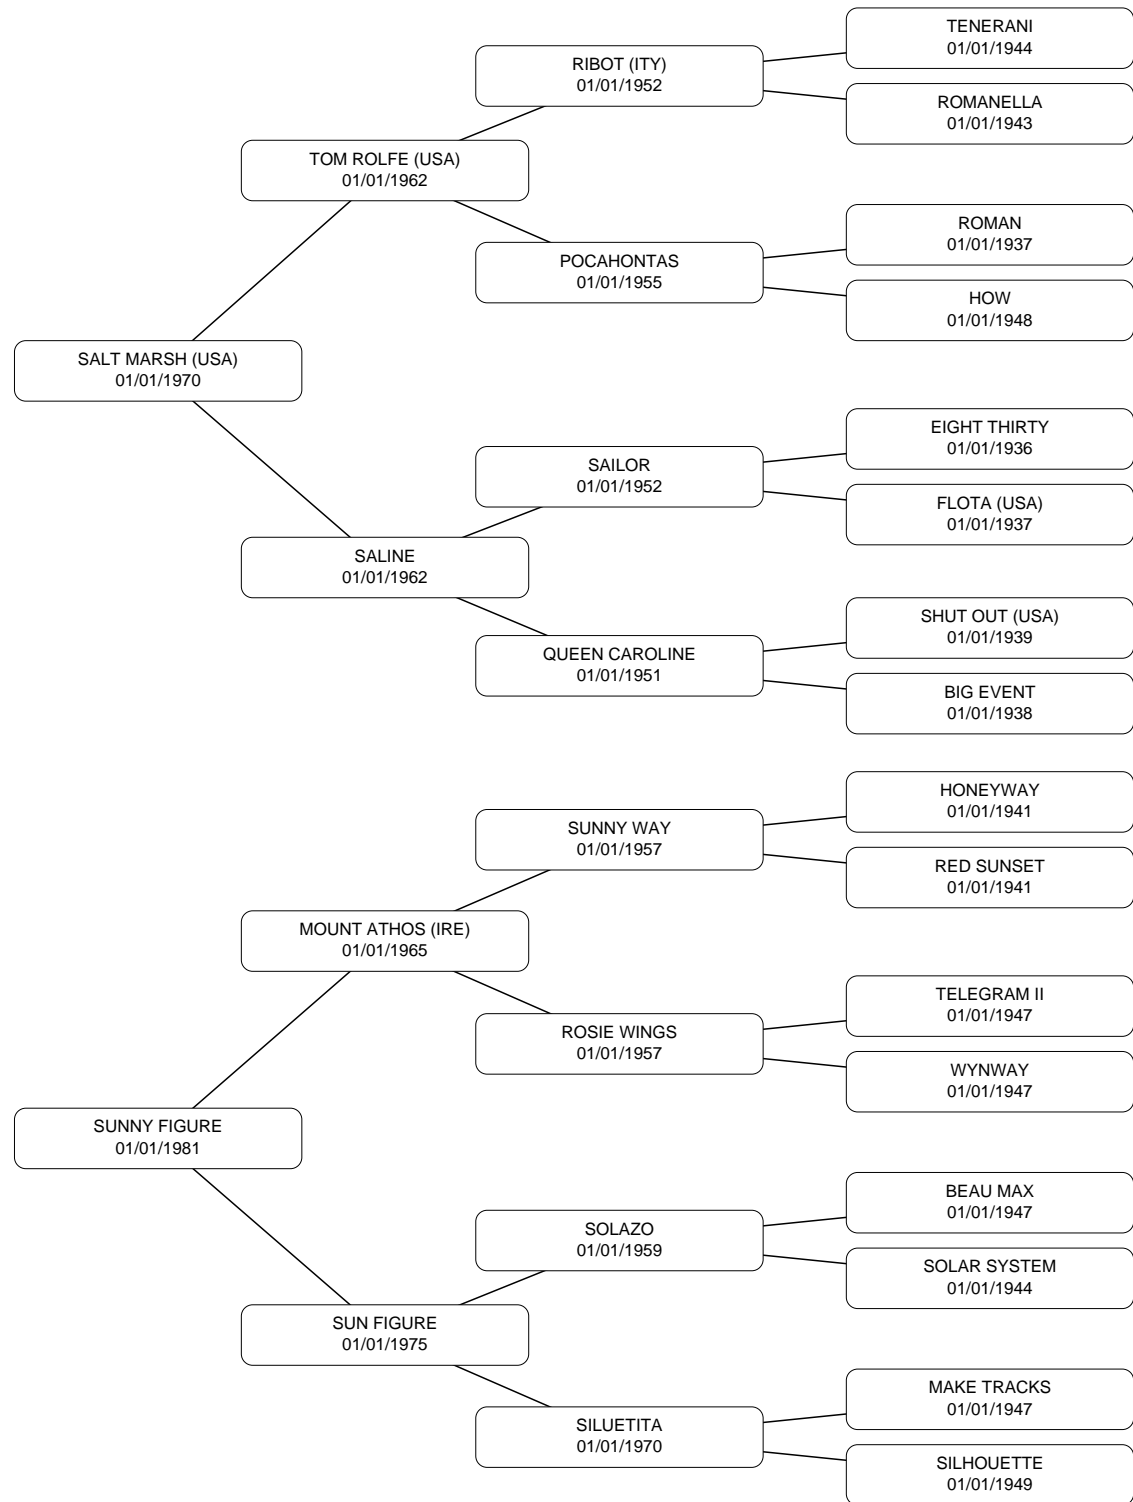 TENERANI
01/01/1944
RIBOT (ITY)
01/01/1952
ROMANELLA
01/01/1943
TOM ROLFE (USA)
01/01/1962
ROMAN
01/01/1937
POCAHONTAS
01/01/1955
HOW
01/01/1948
SALT MARSH (USA)
01/01/1970
EIGHT THIRTY
01/01/1936
SAILOR
01/01/1952
FLOTA (USA)
01/01/1937
SALINE
01/01/1962
SHUT OUT (USA)
01/01/1939
QUEEN CAROLINE
01/01/1951
BIG EVENT
01/01/1938
HONEYWAY
01/01/1941
SUNNY WAY
01/01/1957
RED SUNSET
01/01/1941
MOUNT ATHOS (IRE)
01/01/1965
TELEGRAM II
01/01/1947
ROSIE WINGS
01/01/1957
WYNWAY
01/01/1947
SUNNY FIGURE
01/01/1981
BEAU MAX
01/01/1947
SOLAZO
01/01/1959
SOLAR SYSTEM
01/01/1944
SUN FIGURE
01/01/1975
MAKE TRACKS
01/01/1947
SILUETITA
01/01/1970
SILHOUETTE
01/01/1949